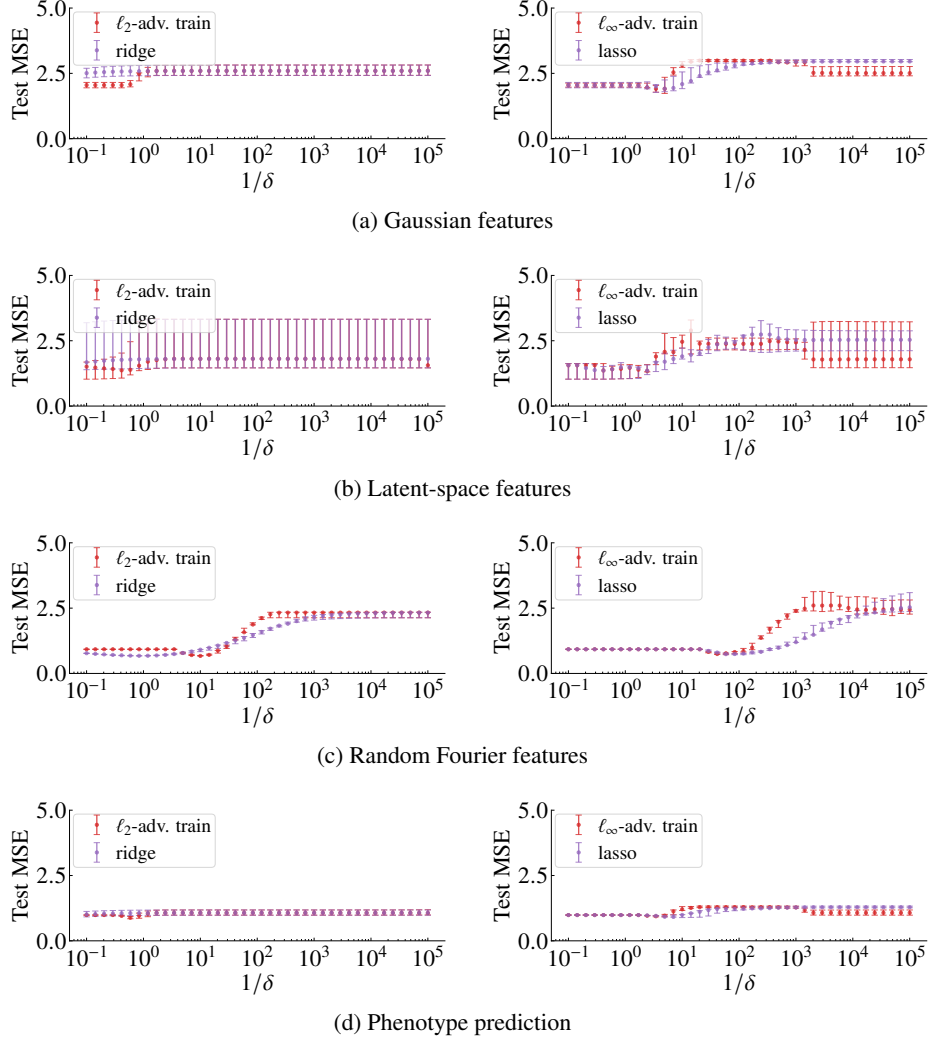 5.0
2.5
0.0
Test MSE
ℓ₂-adv. train
ridge
10⁻¹ 10⁰ 10¹ 10² 10³ 10⁴ 10⁵
1/δ
5.0
2.5
0.0
Test MSE
ℓ∞-adv. train
lasso
10⁻¹ 10⁰ 10¹ 10² 10³ 10⁴ 10⁵
1/δ
(a) Gaussian features
5.0
2.5
0.0
Test MSE
ℓ₂-adv. train
ridge
10⁻¹ 10⁰ 10¹ 10² 10³ 10⁴ 10⁵
1/δ
5.0
2.5
0.0
Test MSE
ℓ∞-adv. train
lasso
10⁻¹ 10⁰ 10¹ 10² 10³ 10⁴ 10⁵
1/δ
(b) Latent-space features
5.0
2.5
0.0
Test MSE
ℓ₂-adv. train
ridge
10⁻¹ 10⁰ 10¹ 10² 10³ 10⁴ 10⁵
1/δ
5.0
2.5
0.0
Test MSE
ℓ∞-adv. train
lasso
10⁻¹ 10⁰ 10¹ 10² 10³ 10⁴ 10⁵
1/δ
(c) Random Fourier features
5.0
2.5
0.0
Test MSE
ℓ₂-adv. train
ridge
10⁻¹ 10⁰ 10¹ 10² 10³ 10⁴ 10⁵
1/δ
5.0
2.5
0.0
Test MSE
ℓ∞-adv. train
lasso
10⁻¹ 10⁰ 10¹ 10² 10³ 10⁴ 10⁵
1/δ
(d) Phenotype prediction